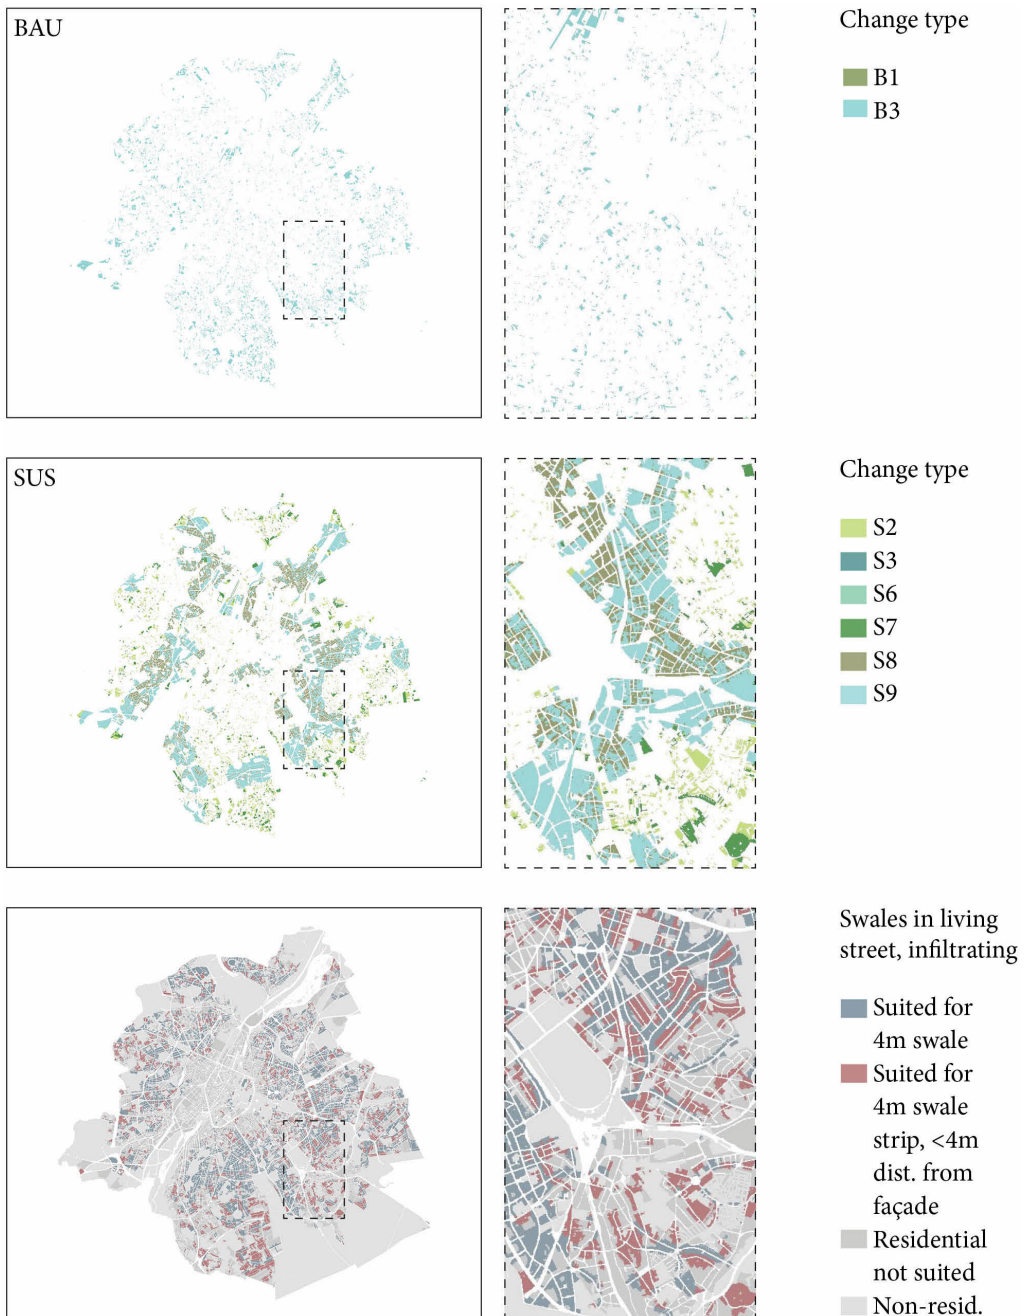 BAU
Change type
B1
B3
SUS
Change type
S2
S3
S6
S7
S8
S9
Swales in living
street, infiltrating
Suited for
4m swale
Suited for
4m swale
strip, <4m
dist. from
façade
Residential
not suited
Non-resid.